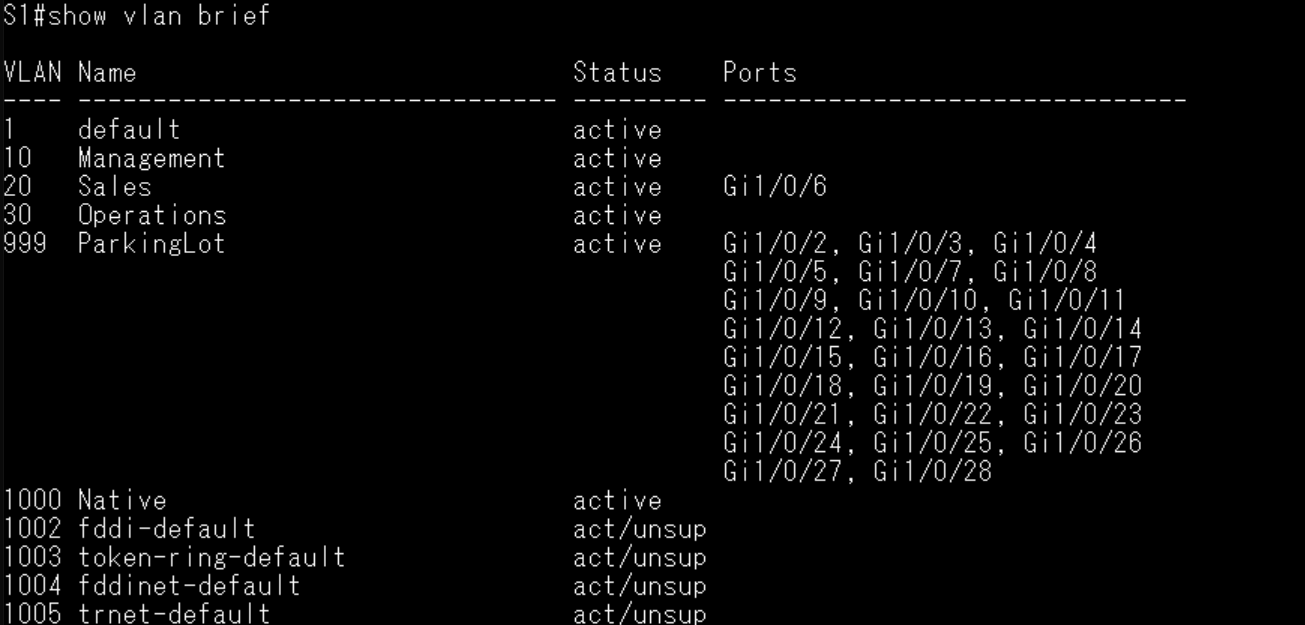 S1#show vlan brief
VLAN Name                             Status    Ports
---- -------------------------------- --------- -------------------------------
1    default                          active
10   Management                       active
20   Sales                            active    Gi1/0/6
30   Operations                       active
999  ParkingLot                       active    Gi1/0/2, Gi1/0/3, Gi1/0/4
                                                Gi1/0/5, Gi1/0/7, Gi1/0/8
                                                Gi1/0/9, Gi1/0/10, Gi1/0/11
                                                Gi1/0/12, Gi1/0/13, Gi1/0/14
                                                Gi1/0/15, Gi1/0/16, Gi1/0/17
                                                Gi1/0/18, Gi1/0/19, Gi1/0/20
                                                Gi1/0/21, Gi1/0/22, Gi1/0/23
                                                Gi1/0/24, Gi1/0/25, Gi1/0/26
                                                Gi1/0/27, Gi1/0/28
1000 Native                           active
1002 fddi-default                     act/unsup
1003 token-ring-default               act/unsup
1004 fddinet-default                  act/unsup
1005 trnet-default                    act/unsup